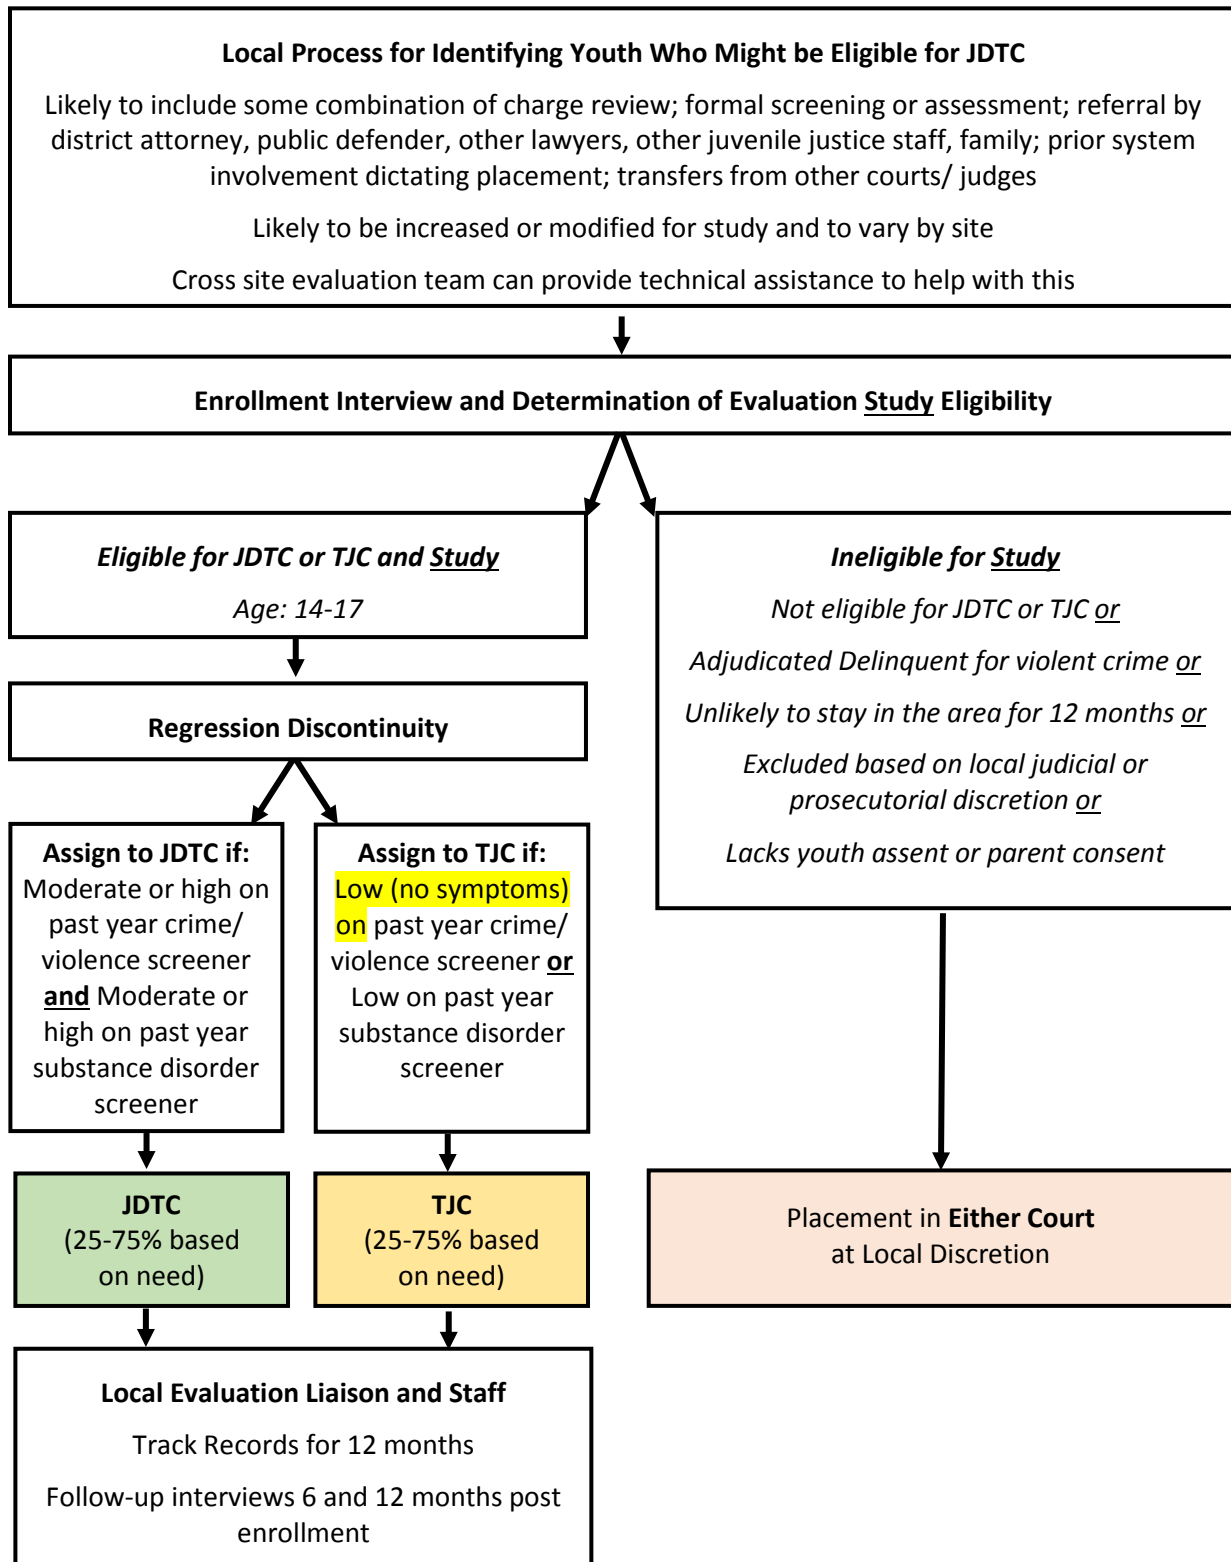 Local Process for Identifying Youth Who Might be Eligible for JDTC
Likely to include some combination of charge review; formal screening or assessment; referral by
district attorney, public defender, other lawyers, other juvenile justice staff, family; prior system
involvement dictating placement; transfers from other courts/ judges
Likely to be increased or modified for study and to vary by site
Cross site evaluation team can provide technical assistance to help with this
Enrollment Interview and Determination of Evaluation Study Eligibility
Eligible for JDTC or TJC and Study
Age: 14-17
Ineligible for Study
Not eligible for JDTC or TJC or
Adjudicated Delinquent for violent crime or
Unlikely to stay in the area for 12 months or
Excluded based on local judicial or
prosecutorial discretion or
Lacks youth assent or parent consent
Regression Discontinuity
Assign to JDTC if:
Moderate or high on
past year crime/
violence screener
and Moderate or
high on past year
substance disorder
screener
Assign to TJC if:
Low (no symptoms)
on past year crime/
violence screener or
Low on past year
substance disorder
screener
JDTC
(25-75% based
on need)
TJC
(25-75% based
on need)
Placement in Either Court
at Local Discretion
Local Evaluation Liaison and Staff
Track Records for 12 months
Follow-up interviews 6 and 12 months post
enrollment